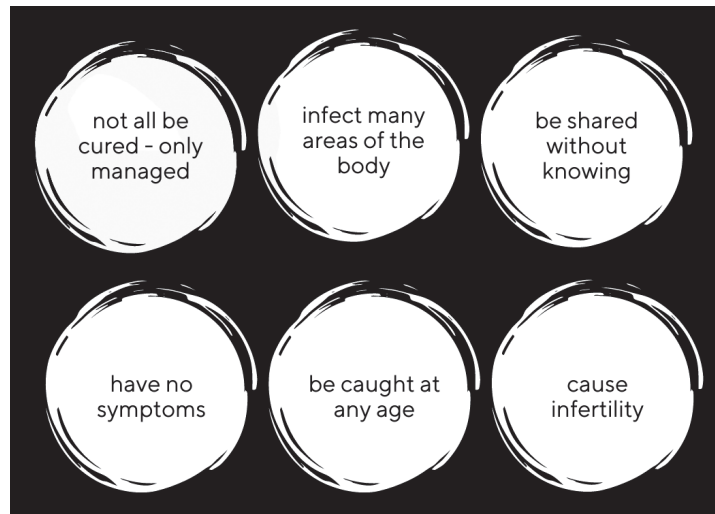 not all be
cured - only
managed
infect many
areas of the
body
be shared
without
knowing
have no
symptoms
be caught at
any age
cause
infertility